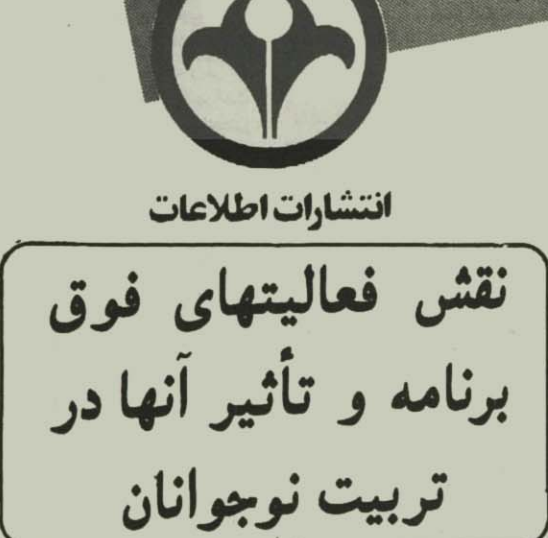 انتشارات اطلاعات
نقش فعالیتهای فوق
برنامه و تأثیر آنها در
تربیت نوجوانان